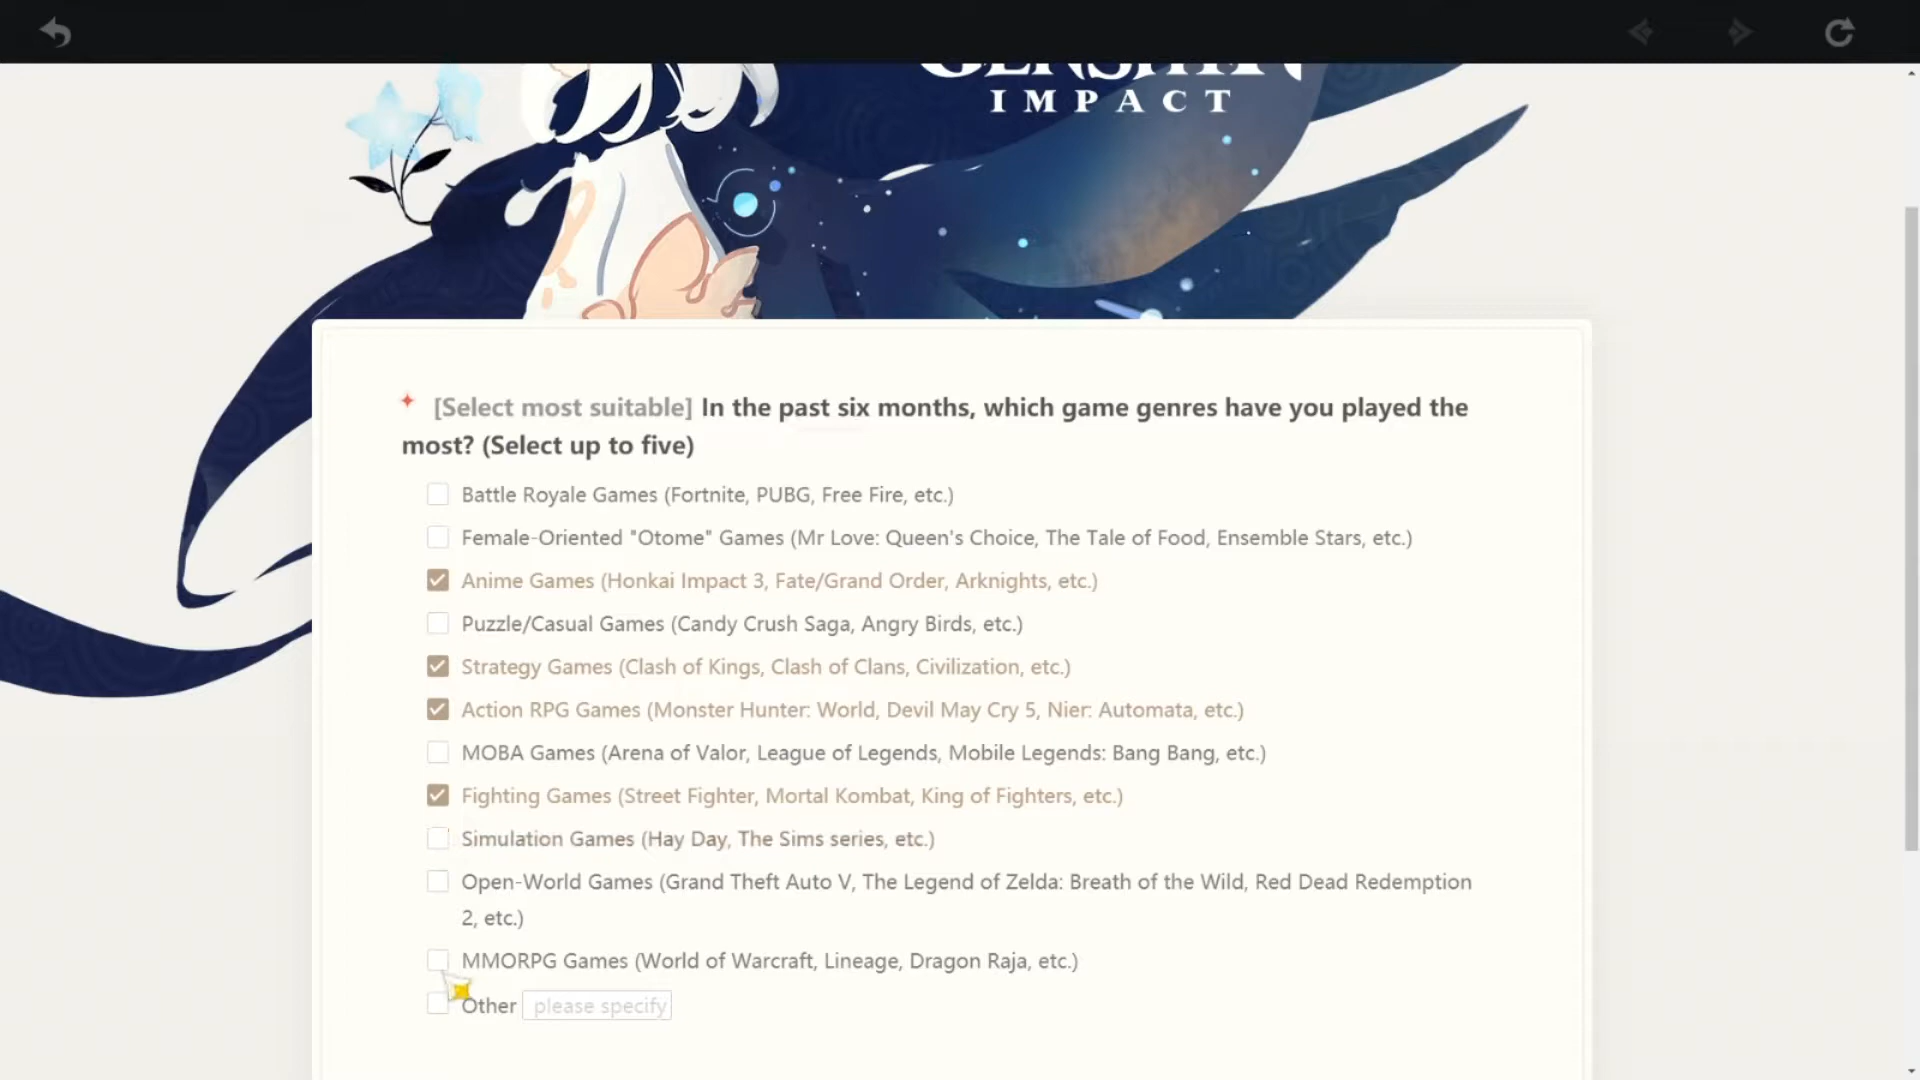 GENSHIN
IMPACT
[Select most suitable] In the past six months, which game genres have you played the
most? (Select up to five)
Battle Royale Games (Fortnite, PUBG, Free Fire, etc.)
Female-Oriented "Otome" Games (Mr Love: Queen's Choice, The Tale of Food, Ensemble Stars, etc.)
Anime Games (Honkai Impact 3, Fate/Grand Order, Arknights, etc.)
Puzzle/Casual Games (Candy Crush Saga, Angry Birds, etc.)
Strategy Games (Clash of Kings, Clash of Clans, Civilization, etc.)
Action RPG Games (Monster Hunter: World, Devil May Cry 5, Nier: Automata, etc.)
MOBA Games (Arena of Valor, League of Legends, Mobile Legends: Bang Bang, etc.)
Fighting Games (Street Fighter, Mortal Kombat, King of Fighters, etc.)
Simulation Games (Hay Day, The Sims series, etc.)
Open-World Games (Grand Theft Auto V, The Legend of Zelda: Breath of the Wild, Red Dead Redemption
2, etc.)
MMORPG Games (World of Warcraft, Lineage, Dragon Raja, etc.)
Other please specify